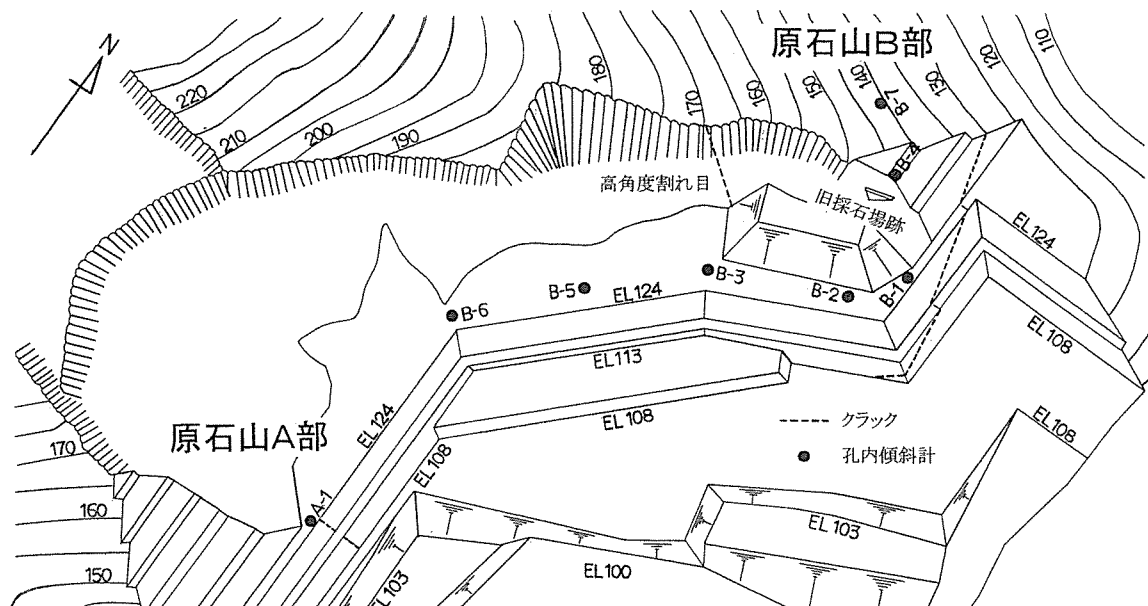 N
原石山B部
220
210
200
190
180
170
160
150
140
130
120
110
B-7
B-4
高角度割れ目
旧採石場跡
EL124
B-3
B-5
EL124
B-2
B-1
B-6
EL113
EL108
EL108
EL124
EL108
クラック
孔内傾斜計
EL108
原石山A部
170
A-1
160
EL103
150
EL103
EL100